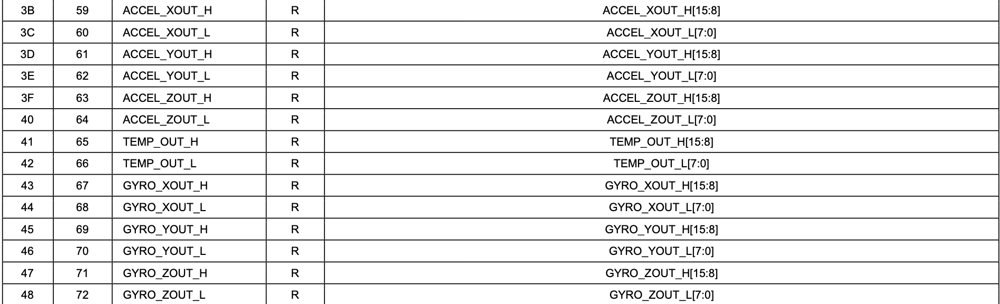 3B 59 ACCEL_XOUT_H R ACCEL_XOUT_H[15:8]
3C 60 ACCEL_XOUT_L R ACCEL_XOUT_L[7:0]
3D 61 ACCEL_YOUT_H R ACCEL_YOUT_H[15:8]
3E 62 ACCEL_YOUT_L R ACCEL_YOUT_L[7:0]
3F 63 ACCEL_ZOUT_H R ACCEL_ZOUT_H[15:8]
40 64 ACCEL_ZOUT_L R ACCEL_ZOUT_L[7:0]
41 65 TEMP_OUT_H R TEMP_OUT_H[15:8]
42 66 TEMP_OUT_L R TEMP_OUT_L[7:0]
43 67 GYRO_XOUT_H R GYRO_XOUT_H[15:8]
44 68 GYRO_XOUT_L R GYRO_XOUT_L[7:0]
45 69 GYRO_YOUT_H R GYRO_YOUT_H[15:8]
46 70 GYRO_YOUT_L R GYRO_YOUT_L[7:0]
47 71 GYRO_ZOUT_H R GYRO_ZOUT_H[15:8]
48 72 GYRO_ZOUT_L R GYRO_ZOUT_L[7:0]